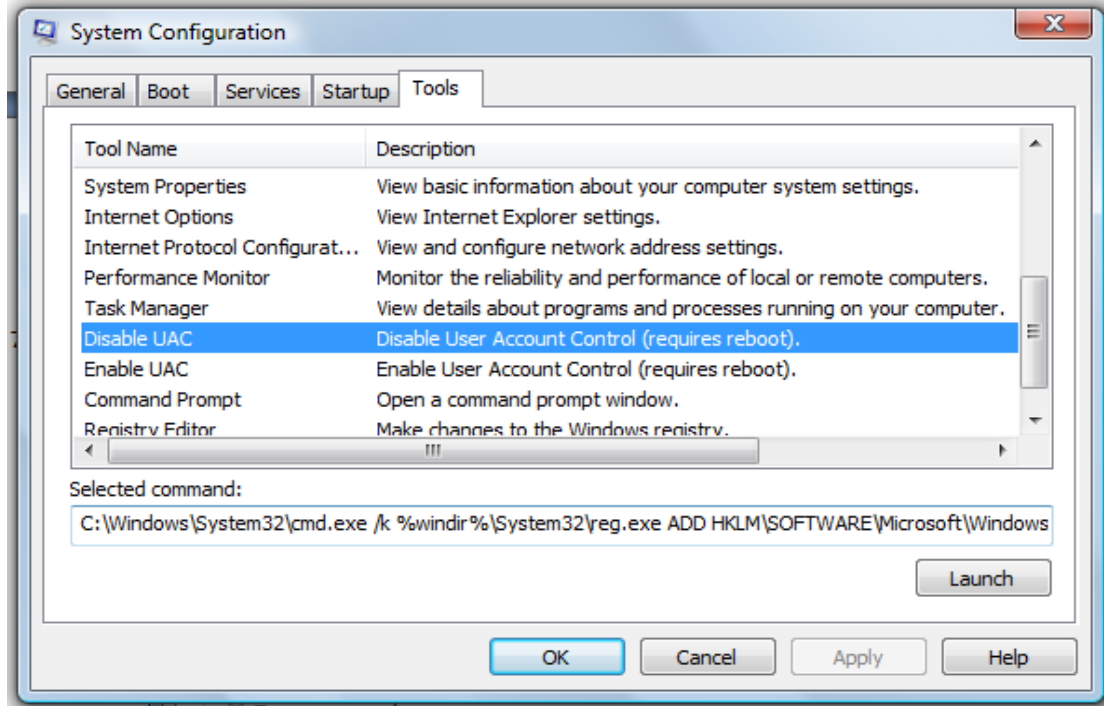 System Configuration
General Boot Services Startup Tools
Tool Name Description
System Properties View basic information about your computer system settings.
Internet Options View Internet Explorer settings.
Internet Protocol Configurat... View and configure network address settings.
Performance Monitor Monitor the reliability and performance of local or remote computers.
Task Manager View details about programs and processes running on your computer.
Disable UAC Disable User Account Control (requires reboot).
Enable UAC Enable User Account Control (requires reboot).
Command Prompt Open a command prompt window.
Registry Editor Make changes to the Windows registry.
Selected command:
C:\Windows\System32\cmd.exe /k %windir%\System32\reg.exe ADD HKLM\SOFTWARE\Microsoft\Windows
Launch
OK Cancel Apply Help